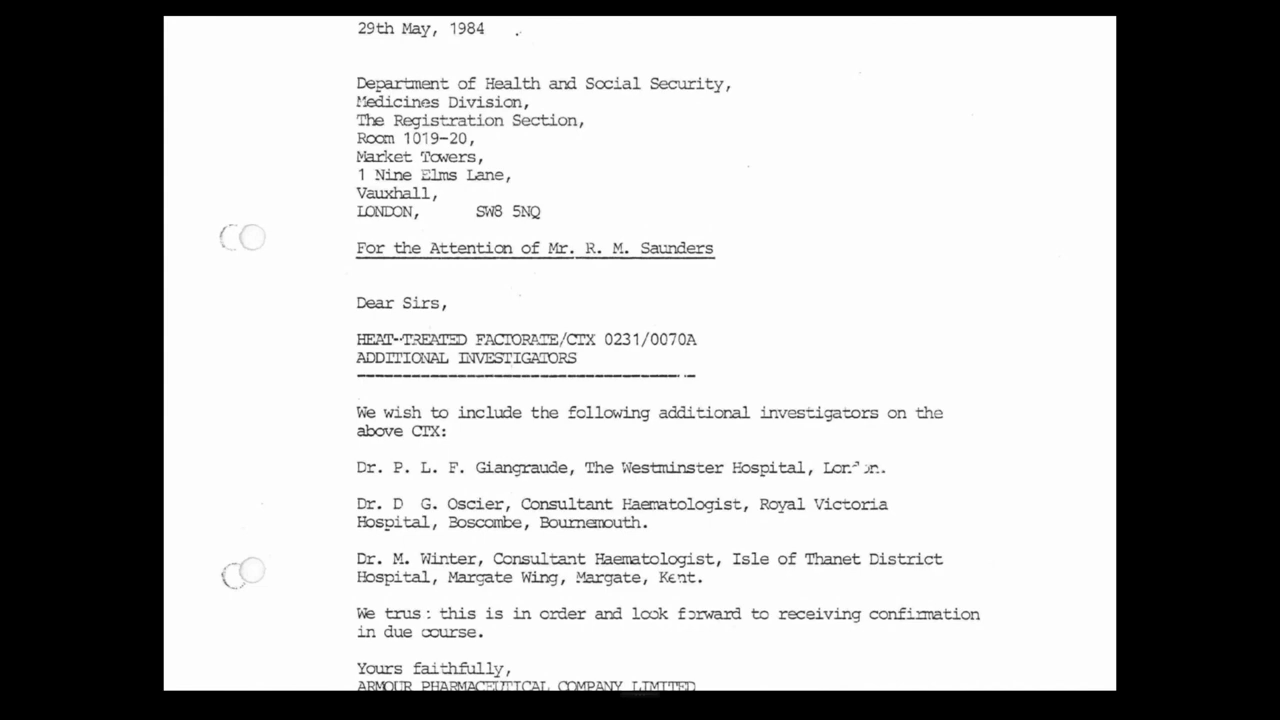 29th May, 1984
Department of Health and Social Security,
Medicines Division,
The Registration Section,
Room 1019-20,
Market Towers,
1 Nine Elms Lane,
Vauxhall,
LONDON, SW8 5NQ
For the Attention of Mr. R. M. Saunders
Dear Sirs,
HEAT-TREATED FACTORATE/CTX 0231/0070A
ADDITIONAL INVESTIGATORS
We wish to include the following additional investigators on the
above CTX:
Dr. P. L. F. Giangraude, The Westminster Hospital, London.
Dr. D G. Oscier, Consultant Haematologist, Royal Victoria
Hospital, Boscombe, Bournemouth.
Dr. M. Winter, Consultant Haematologist, Isle of Thanet District
Hospital, Margate Wing, Margate, Kent.
We trust this is in order and look forward to receiving confirmation
in due course.
Yours faithfully,
ARMOUR PHARMACEUTICAL COMPANY LIMITED